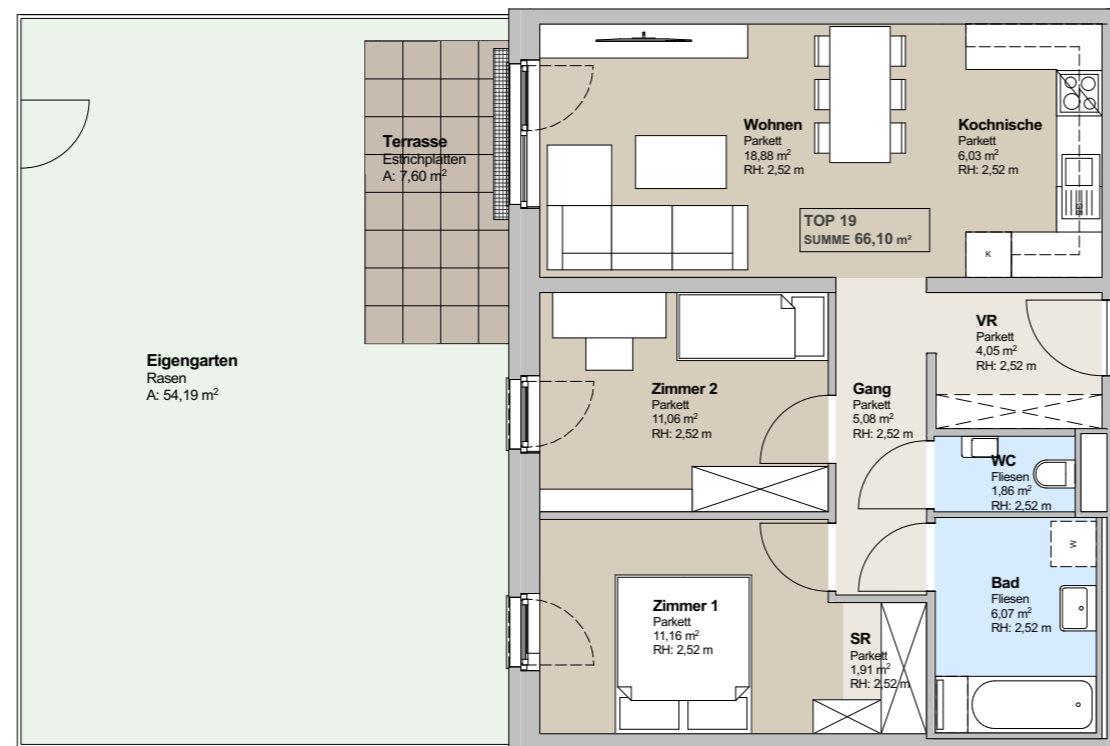 Terrasse
Estrichplatten
A: 7,60 m²
Wohnen
Parkett
18,88 m²
RH: 2,52 m
Kochnische
Parkett
6,03 m²
RH: 2,52 m
TOP 19
SUMME 66,10 m²
K
GS
Eigengarten
Rasen
A: 54,19 m²
Zimmer 2
Parkett
11,06 m²
RH: 2,52 m
Gang
Parkett
5,08 m²
RH: 2,52 m
VR
Parkett
4,05 m²
RH: 2,52 m
WC
Fliesen
1,86 m²
RH: 2,52 m
Zimmer 1
Parkett
11,16 m²
RH: 2,52 m
SR
Parkett
1,91 m²
RH: 2,52 m
W
Bad
Fliesen
6,07 m²
RH: 2,52 m